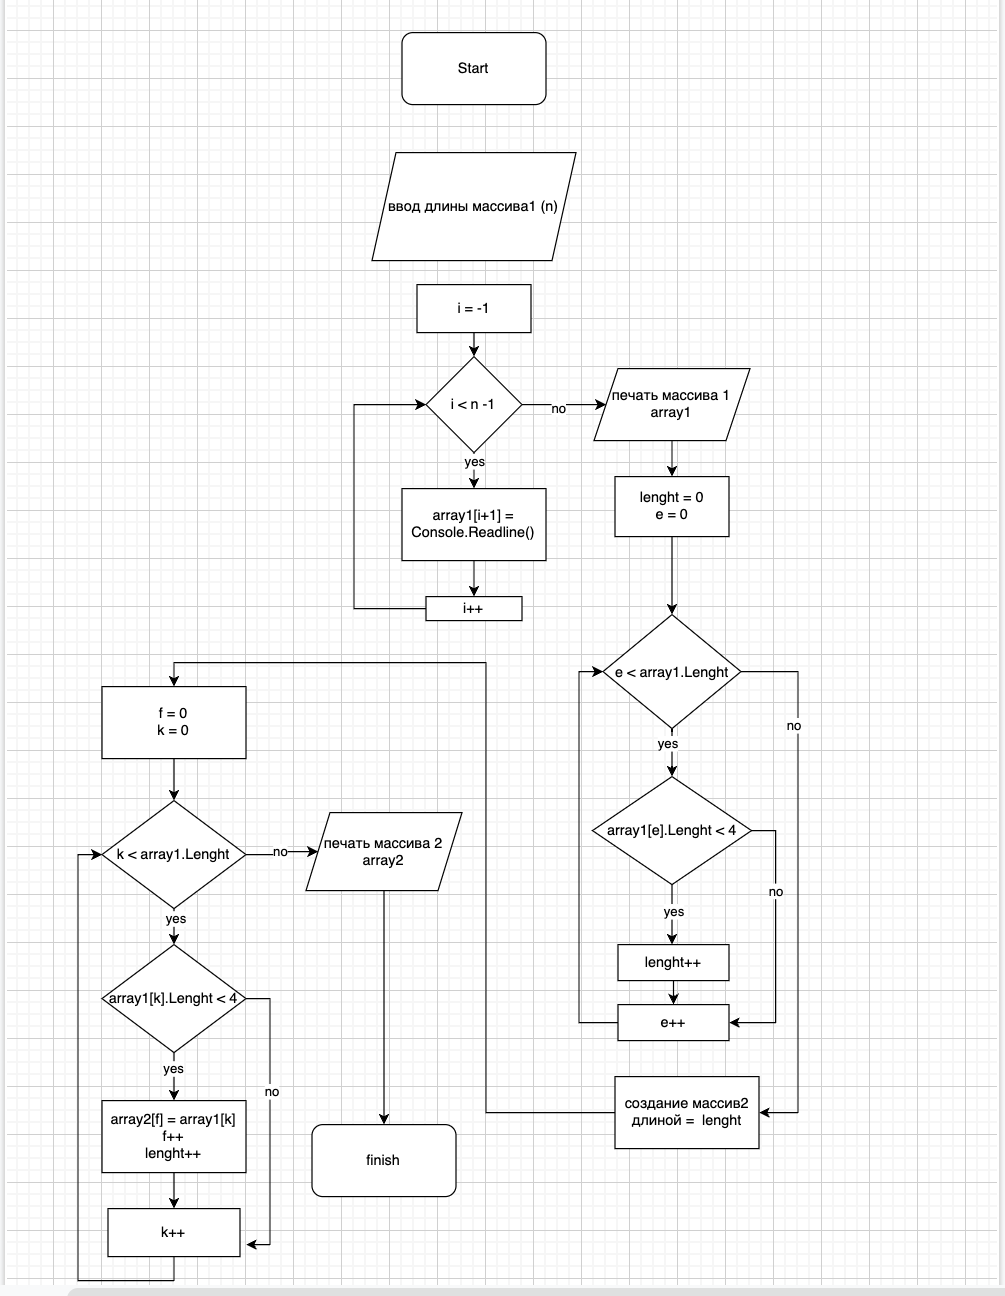 Start
ввод длины массива1 (n)
i = -1
i < n -1
no
печать массива 1
array1
yes
array1[i+1] =
Console.Readline()
i++
lenght = 0
e = 0
e < array1.Lenght
no
yes
array1[e].Lenght < 4
no
yes
lenght++
e++
создание массив2
длиной =  lenght
f = 0
k = 0
k < array1.Lenght
no
печать массива 2
array2
yes
array1[k].Lenght < 4
no
yes
array2[f] = array1[k]
f++
lenght++
k++
finish